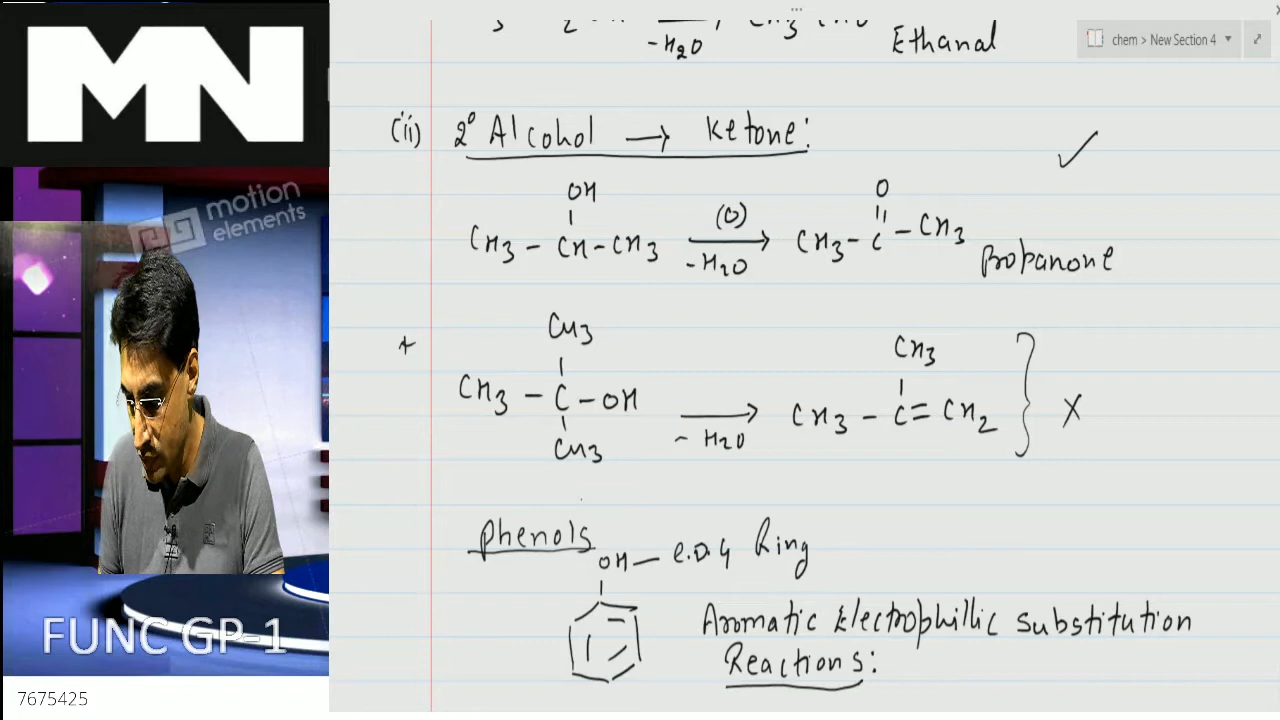 MN
motion
elements
FUNC GP-1
7675425
chem > New Section 4
-H2O
Ethanal
(ii) 2° Alcohol → Ketone:
OH
CH3 - CH - CH3
(O)
-H2O
O
CH3 - C - CH3
Propanone
CH3
CH3 - C - OH
CH3
- H2O
CH3
CH3 - C = CH2
X
Phenols
OH — e.D.G Ring
Aromatic Electrophillic Substitution
Reactions: